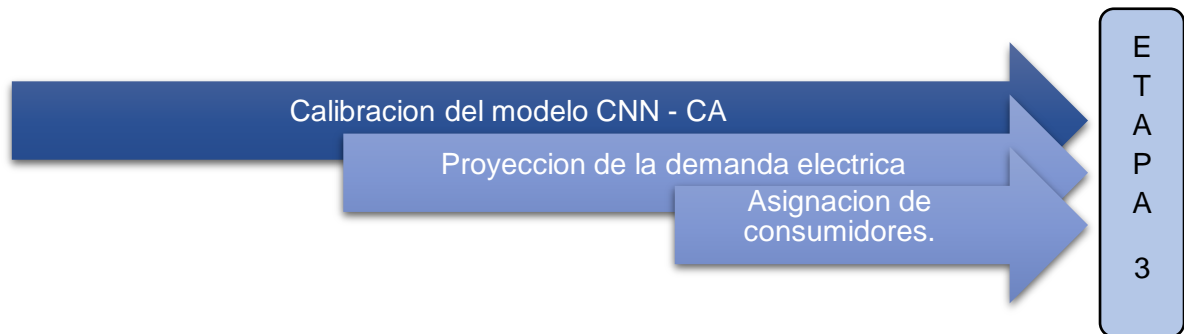 Calibracion del modelo CNN - CA
Proyeccion de la demanda electrica
Asignacion de
consumidores.
E
T
A
P
A
3